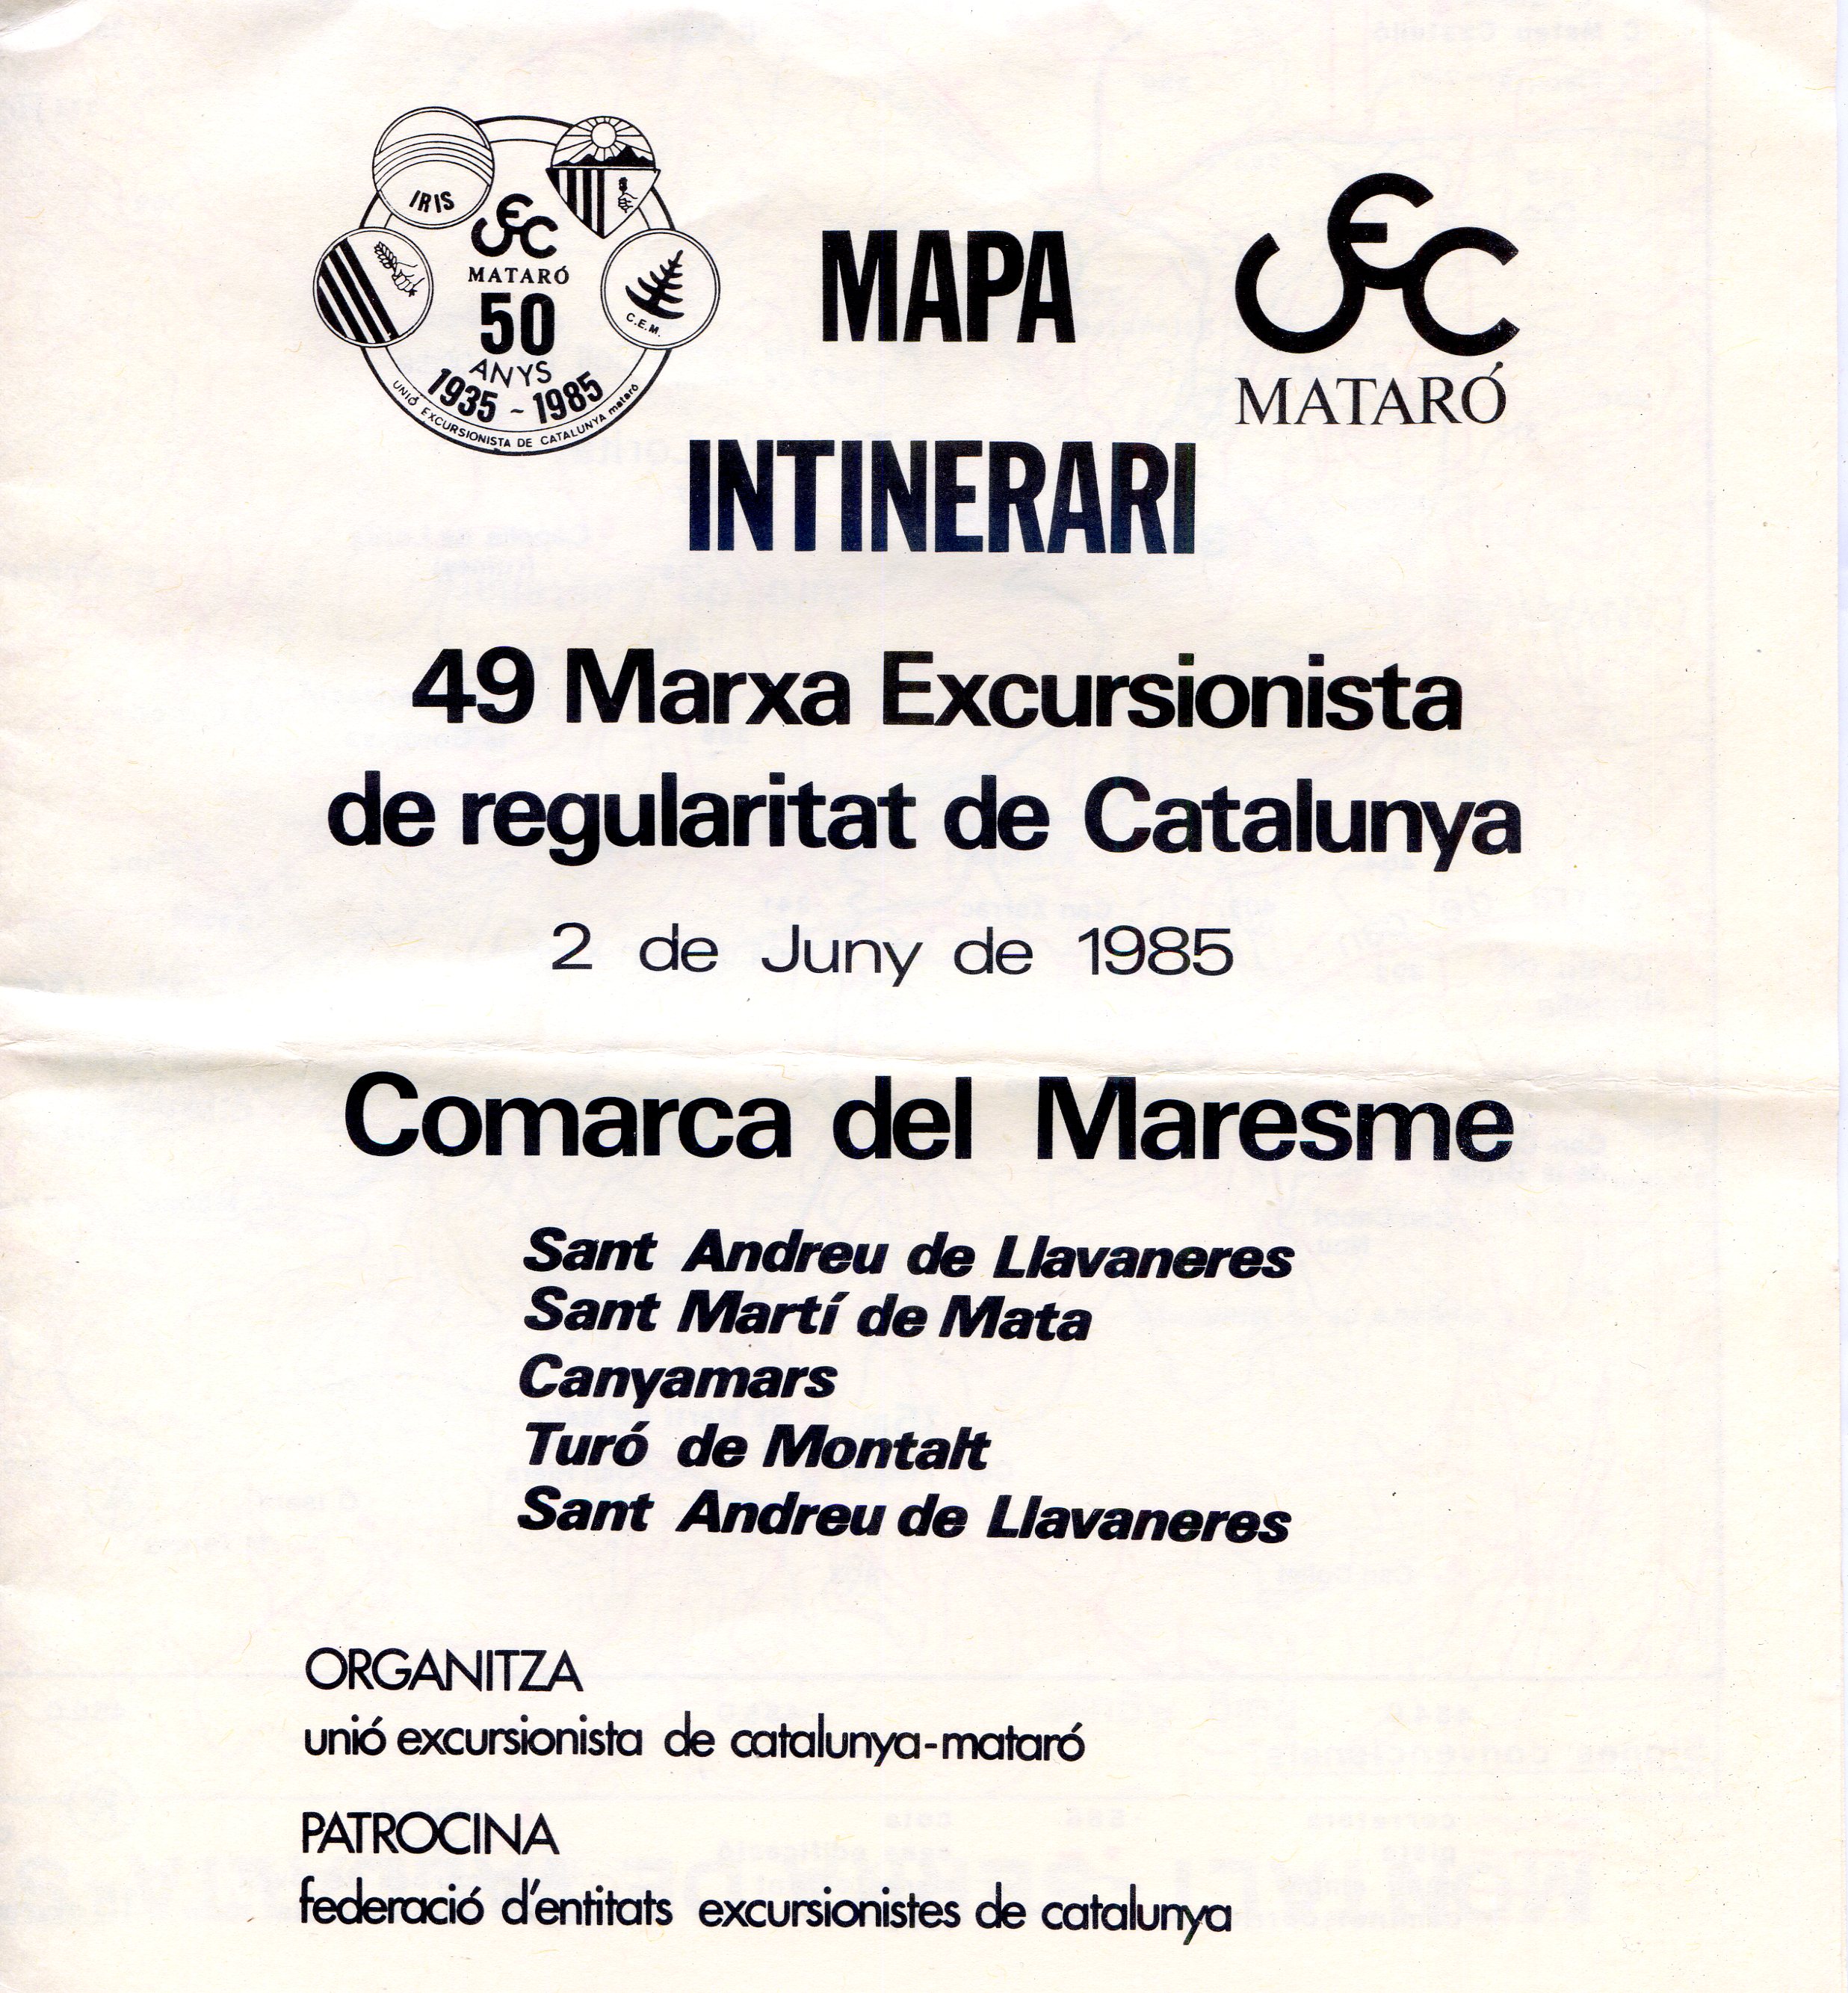 IRIS
UEC
MATARÓ
50
ANYS
1935 - 1985
UNIÓ EXCURSIONISTA DE CATALUNYA mataró
C.E.M.
MAPA
UEC
MATARÓ
INTINERARI
49 Marxa Excursionista
de regularitat de Catalunya
2 de Juny de 1985
Comarca del Maresme
Sant Andreu de Llavaneres
Sant Martí de Mata
Canyamars
Turó de Montalt
Sant Andreu de Llavaneres
ORGANITZA
unió excursionista de catalunya-mataró
PATROCINA
federació d'entitats excursionistes de catalunya